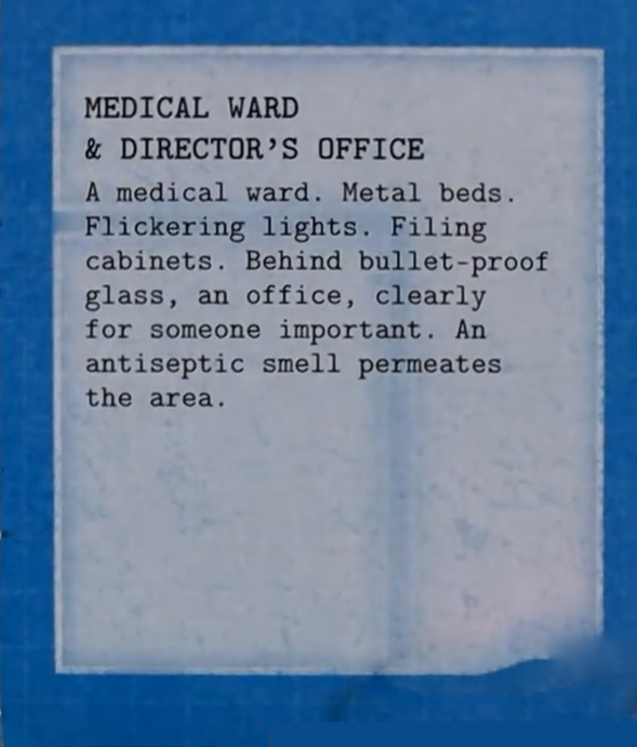 MEDICAL WARD
& DIRECTOR'S OFFICE
A medical ward. Metal beds.
Flickering lights. Filing
cabinets. Behind bullet-proof
glass, an office, clearly
for someone important. An
antiseptic smell permeates
the area.